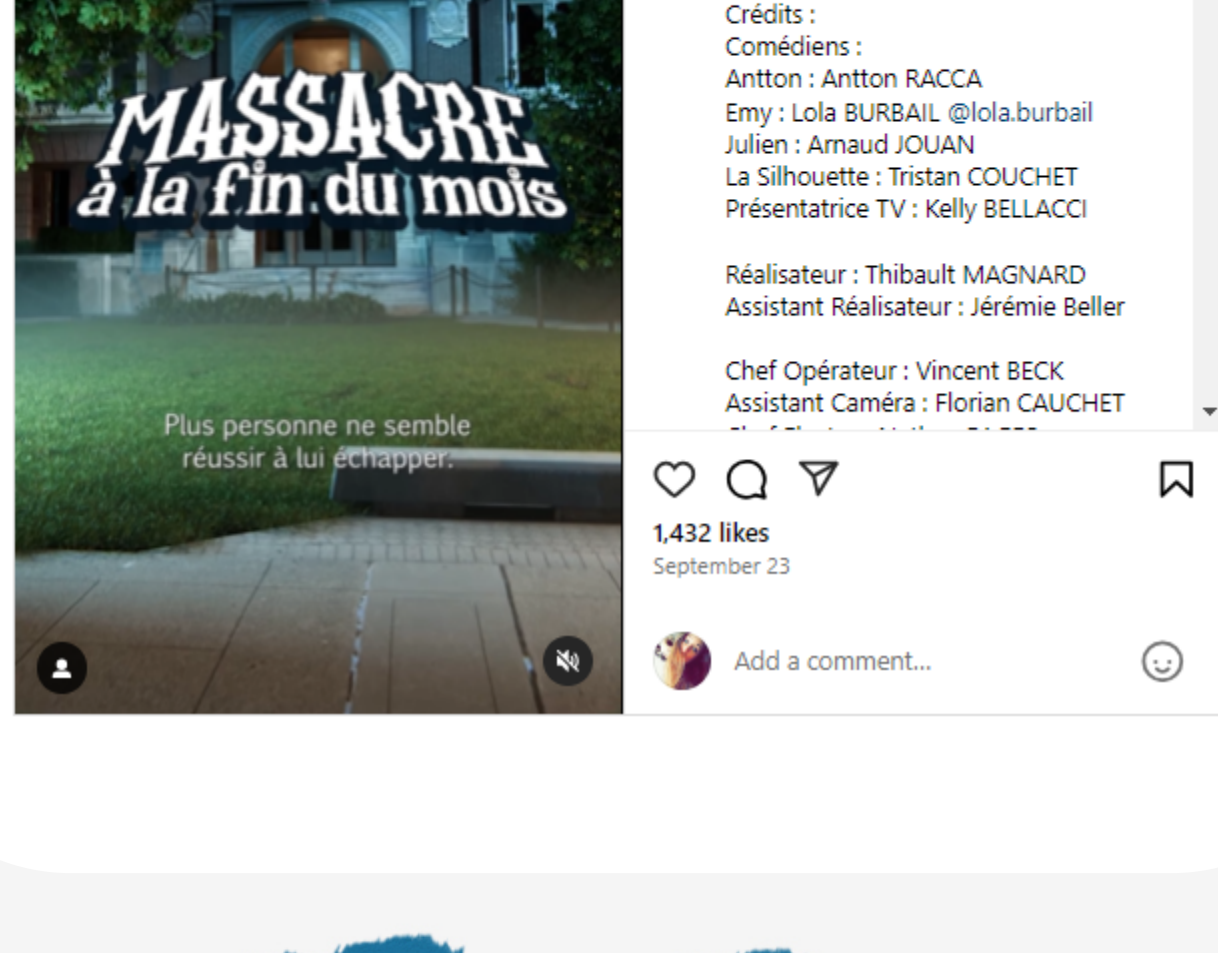 MASSACRE
à la fin du mois
Plus personne ne semble
réussir à lui échapper.
Crédits :
Comédiens :
Antton : Antton RACCA
Emy : Lola BURBAIL @lola.burbail
Julien : Arnaud JOUAN
La Silhouette : Tristan COUCHET
Présentatrice TV : Kelly BELLACCI
Réalisateur : Thibault MAGNARD
Assistant Réalisateur : Jérémie Beller
Chef Opérateur : Vincent BECK
Assistant Caméra : Florian CAUCHET
1,432 likes
September 23
Add a comment...